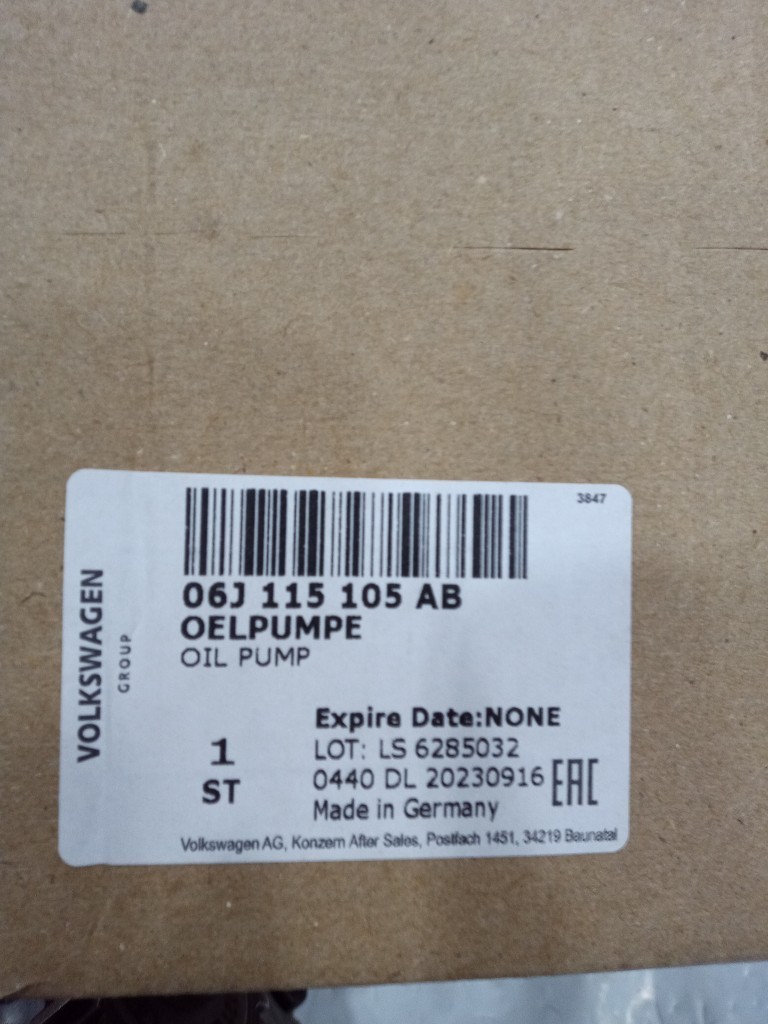 3847
VOLKSWAGEN
GROUP
06J 115 105 AB
OELPUMPE
OIL PUMP
1
ST
Expire Date:NONE
LOT: LS 6285032
0440 DL 20230916
EAC
Made in Germany
Volkswagen AG, Konzern After Sales, Postfach 1451, 34219 Baunatal